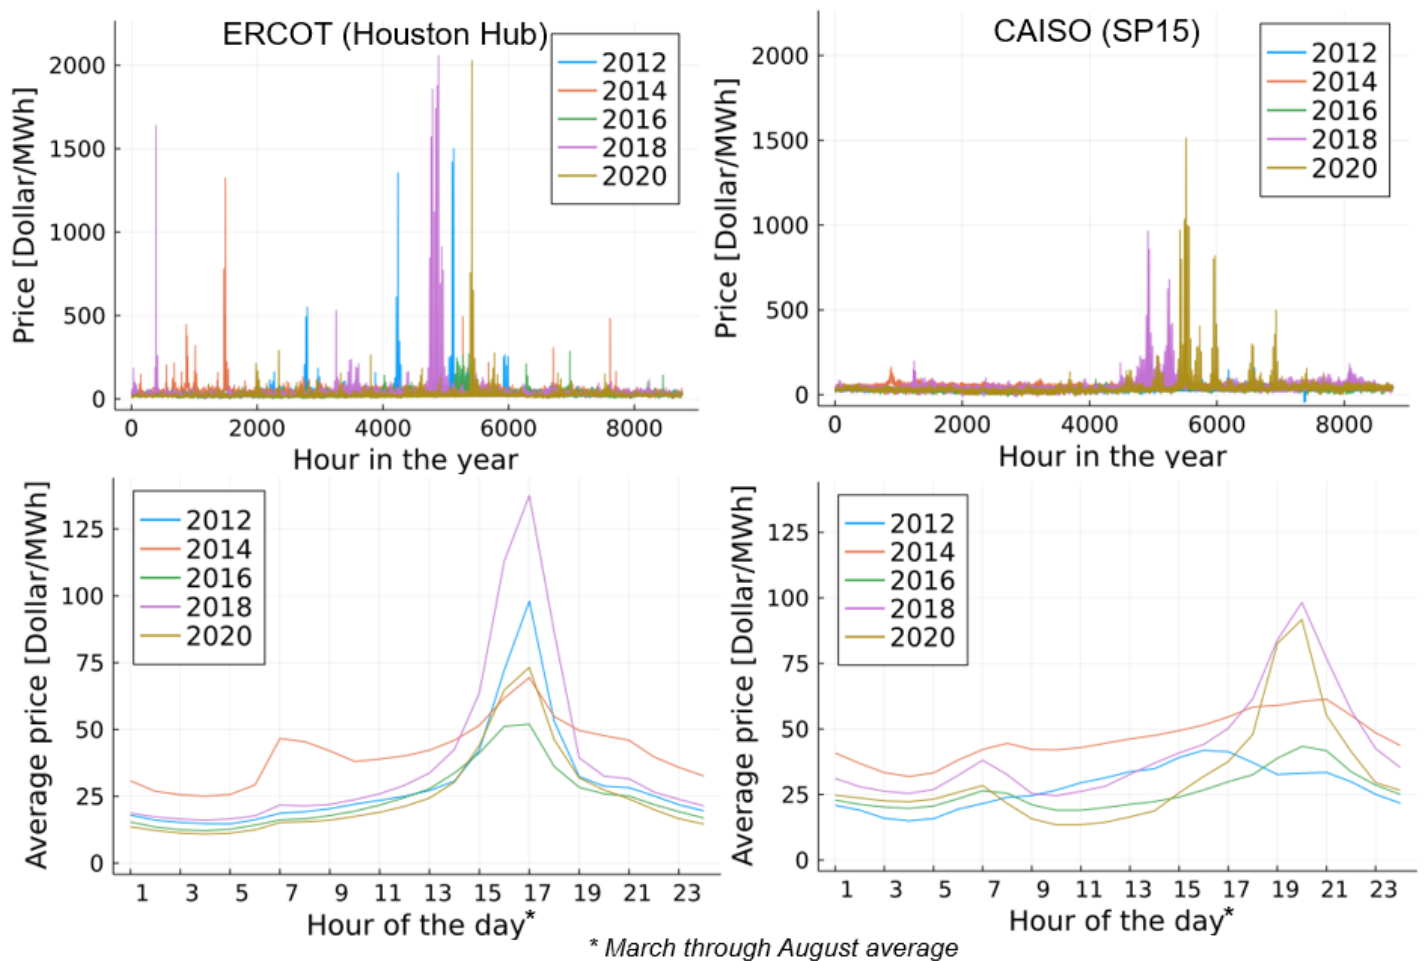 ERCOT (Houston Hub)
Price [Dollar/MWh]
2000
1500
1000
500
0
0 2000 4000 6000 8000
Hour in the year
2012
2014
2016
2018
2020
CAISO (SP15)
Price [Dollar/MWh]
2000
1500
1000
500
0
0 2000 4000 6000 8000
Hour in the year
2012
2014
2016
2018
2020
Average price [Dollar/MWh]
125
100
75
50
25
0
1 3 5 7 9 11 13 15 17 19 21 23
Hour of the day*
2012
2014
2016
2018
2020
Average price [Dollar/MWh]
125
100
75
50
25
0
1 3 5 7 9 11 13 15 17 19 21 23
Hour of the day*
2012
2014
2016
2018
2020
* March through August average